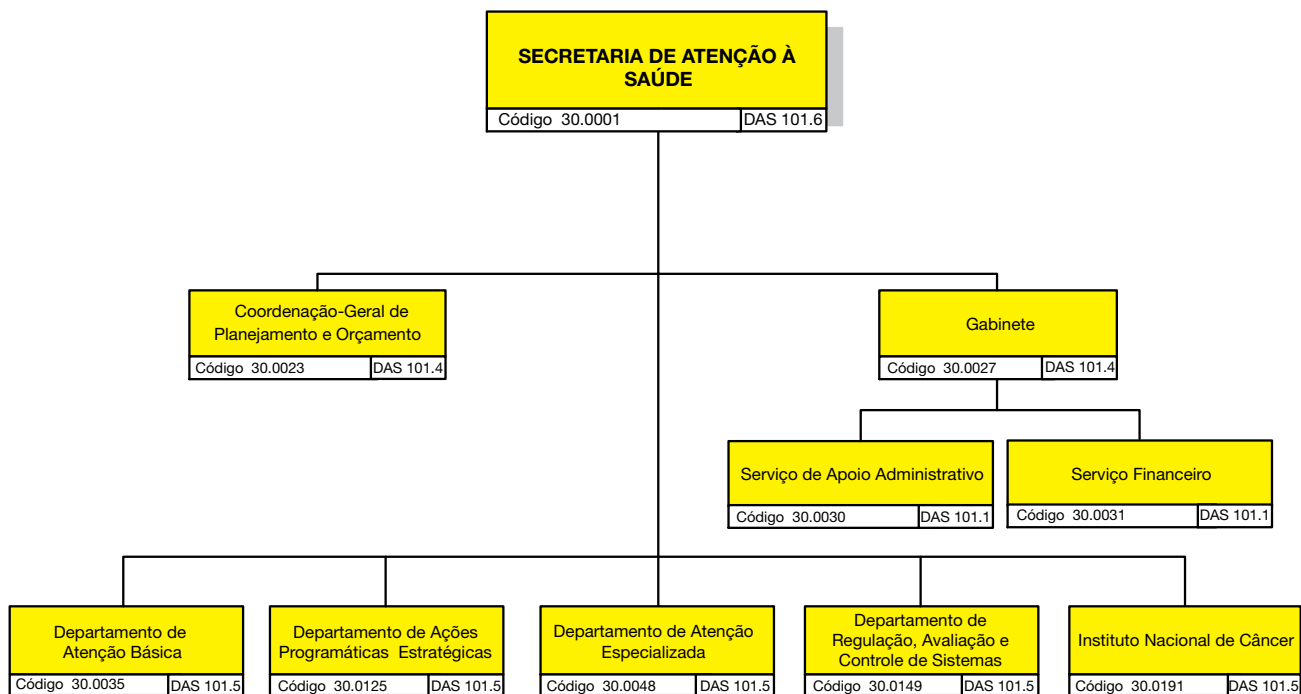 SECRETARIA DE ATENÇÃO À
SAÚDE
Código 30.0001 DAS 101.6
Coordenação-Geral de
Planejamento e Orçamento
Código 30.0023 DAS 101.4
Gabinete
Código 30.0027 DAS 101.4
Serviço de Apoio Administrativo
Código 30.0030 DAS 101.1
Serviço Financeiro
Código 30.0031 DAS 101.1
Departamento de
Atenção Básica
Código 30.0035 DAS 101.5
Departamento de Ações
Programáticas Estratégicas
Código 30.0125 DAS 101.5
Departamento de Atenção
Especializada
Código 30.0048 DAS 101.5
Departamento de
Regulação, Avaliação e
Controle de Sistemas
Código 30.0149 DAS 101.5
Instituto Nacional de Câncer
Código 30.0191 DAS 101.5